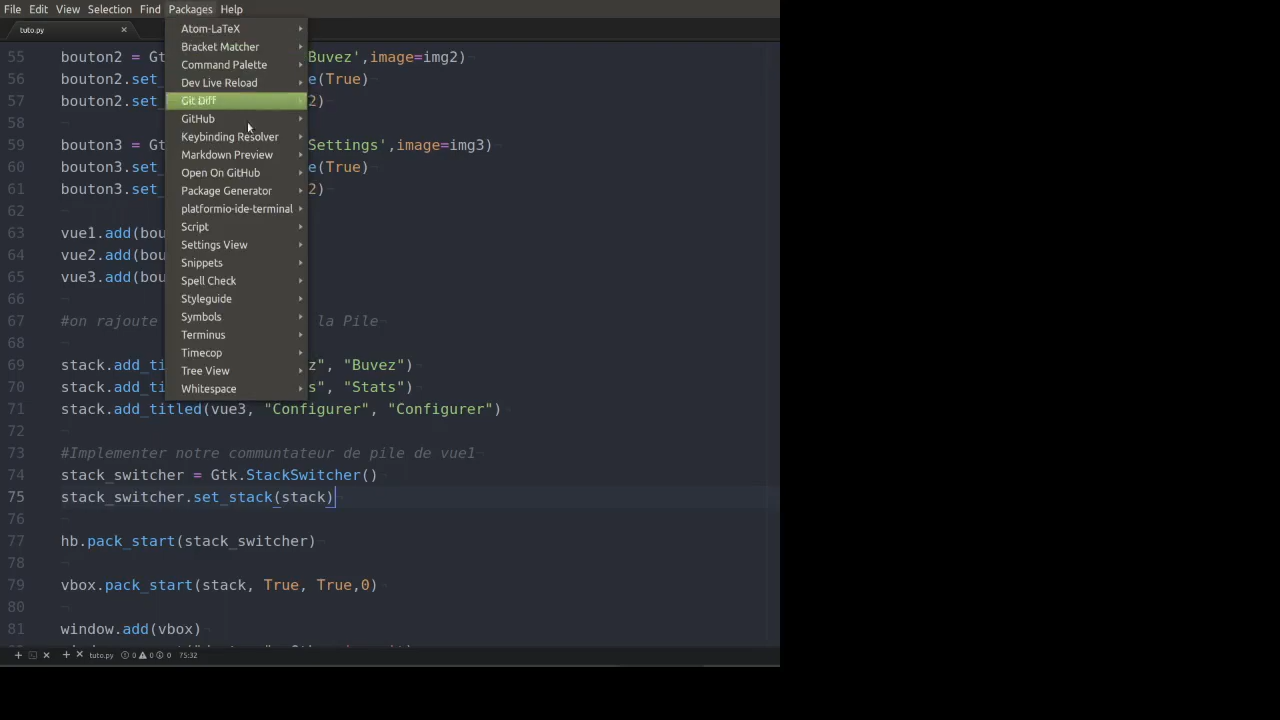 File Edit View Selection Find Packages Help
tuto.py
Atom-LaTeX
Bracket Matcher
Command Palette
Dev Live Reload
Git Diff
GitHub
Keybinding Resolver
Markdown Preview
Open On GitHub
Package Generator
platformio-ide-terminal
Script
Settings View
Snippets
Spell Check
Styleguide
Symbols
Terminus
Timecop
Tree View
Whitespace
55 bouton2 = Gt Buvez',image=img2)
56 bouton2.set_ e(True)
57 bouton2.set_ 2)
58
59 bouton3 = Gt Settings',image=img3)
60 bouton3.set_ e(True)
61 bouton3.set_ 2)
62
63 vue1.add(bou
64 vue2.add(bou
65 vue3.add(bou
66
67 #on rajoute la Pile
68
69 stack.add_ti z", "Buvez")
70 stack.add_ti s", "Stats")
71 stack.add_titled(vue3, "Configurer", "Configurer")
72
73 #Implementer notre communtateur de pile de vue1
74 stack_switcher = Gtk.StackSwitcher()
75 stack_switcher.set_stack(stack)
76
77 hb.pack_start(stack_switcher)
78
79 vbox.pack_start(stack, True, True,0)
80
81 window.add(vbox)
tuto.py 0 0 0 75:32